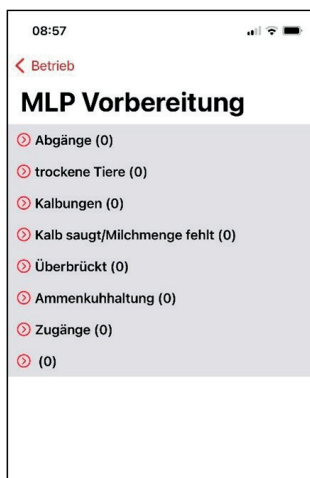 08:57
Betrieb
MLP Vorbereitung
Abgänge (0)
trockene Tiere (0)
Kalbungen (0)
Kalb saugt/Milchmenge fehlt (0)
Überbrückt (0)
Ammenkuhhaltung (0)
Zugänge (0)
(0)